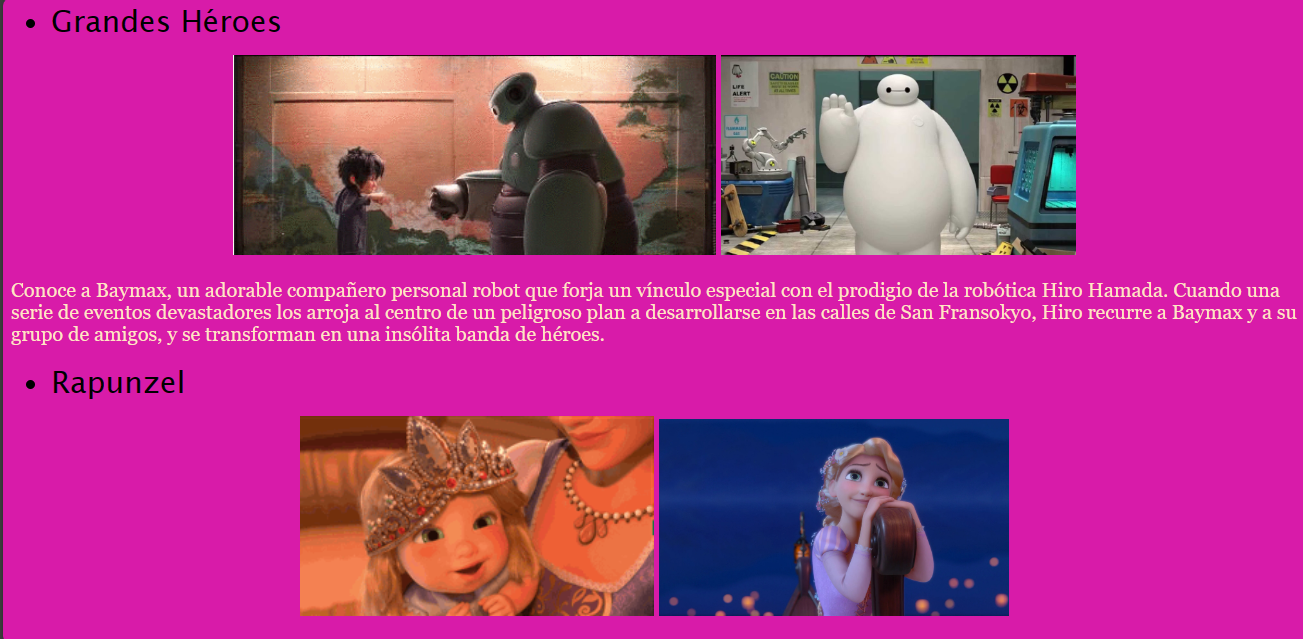 Grandes Héroes
LIFE
ALERT
CAUTION
Conoce a Baymax, un adorable compañero personal robot que forja un vínculo especial con el prodigio de la robótica Hiro Hamada. Cuando una
serie de eventos devastadores los arroja al centro de un peligroso plan a desarrollarse en las calles de San Fransokyo, Hiro recurre a Baymax y a su
grupo de amigos, y se transforman en una insólita banda de héroes.
Rapunzel